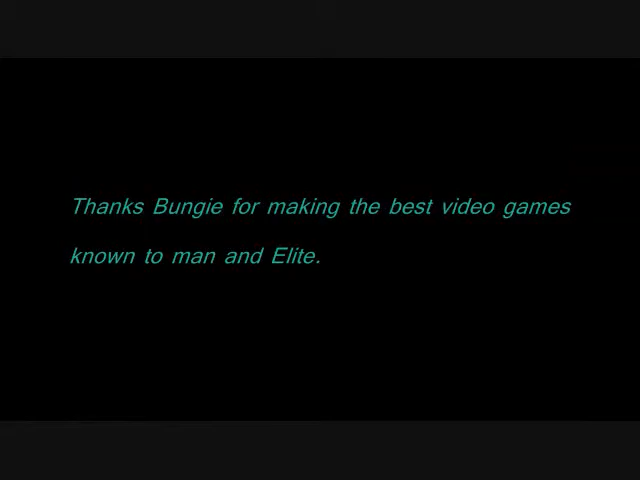 Thanks Bungie for making the best video games
known to man and Elite.